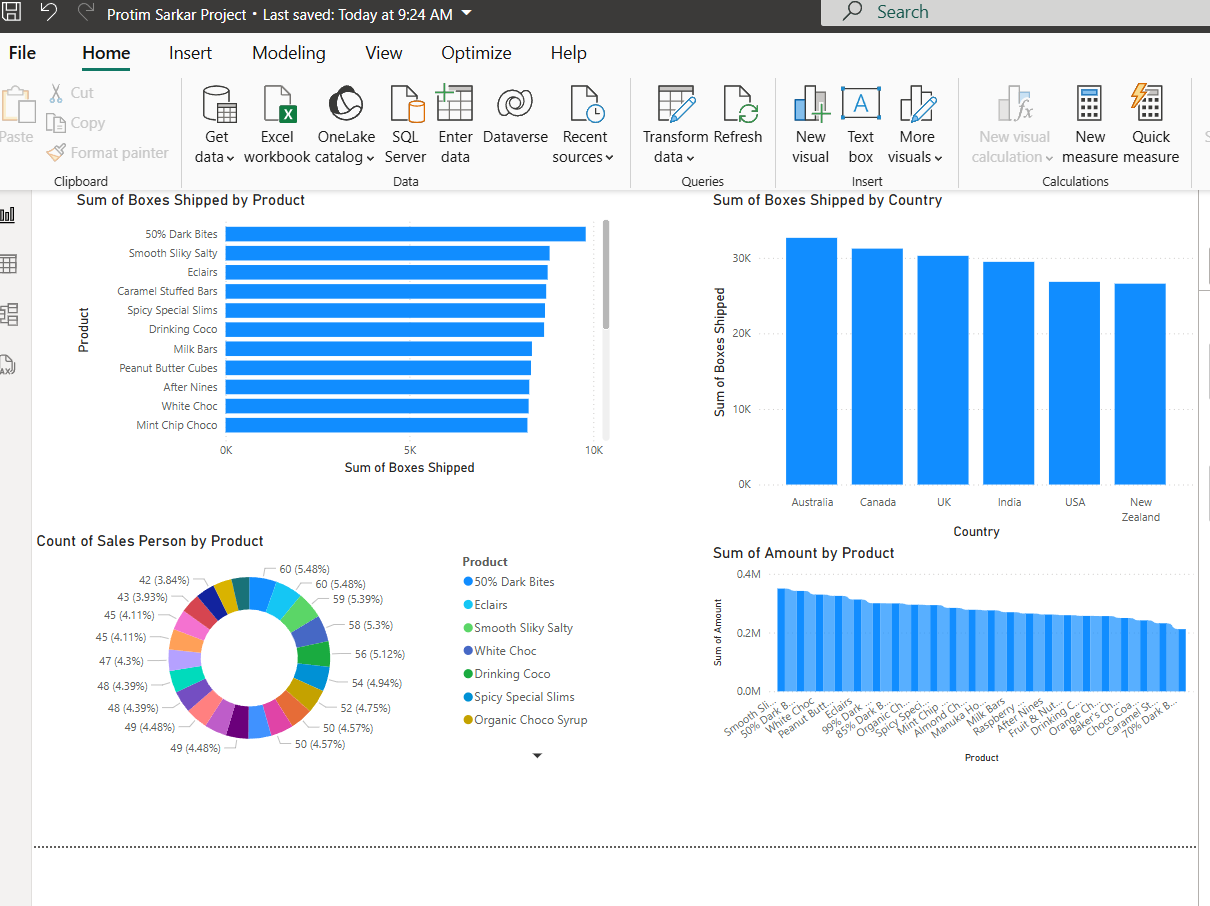 Protim Sarkar Project • Last saved: Today at 9:24 AM
Search
File Home Insert Modeling View Optimize Help
Paste
Cut
Copy
Format painter
Clipboard
Get data
Excel workbook
OneLake catalog
SQL Server
Enter data
Dataverse
Recent sources
Data
Transform data
Refresh
Queries
New visual
Text box
More visuals
Insert
New visual calculation
New measure
Quick measure
Calculations
Sum of Boxes Shipped by Product
Product
50% Dark Bites
Smooth Sliky Salty
Eclairs
Caramel Stuffed Bars
Spicy Special Slims
Drinking Coco
Milk Bars
Peanut Butter Cubes
After Nines
White Choc
Mint Chip Choco
0K 5K 10K
Sum of Boxes Shipped
Sum of Boxes Shipped by Country
Sum of Boxes Shipped
30K
20K
10K
0K
Australia Canada UK India USA New Zealand
Country
Count of Sales Person by Product
60 (5.48%)
60 (5.48%)
59 (5.39%)
58 (5.3%)
56 (5.12%)
54 (4.94%)
52 (4.75%)
50 (4.57%)
50 (4.57%)
49 (4.48%)
49 (4.48%)
48 (4.39%)
48 (4.39%)
47 (4.3%)
45 (4.11%)
45 (4.11%)
43 (3.93%)
42 (3.84%)
Product
50% Dark Bites
Eclairs
Smooth Sliky Salty
White Choc
Drinking Coco
Spicy Special Slims
Organic Choco Syrup
Sum of Amount by Product
Sum of Amount
0.4M
0.2M
0.0M
Smooth Sli...
50% Dark B...
White Choc
Peanut Butt...
Eclairs
99% Dark ...
85% Dark B...
Organic Ch...
Spicy Speci...
Mint Chip ...
Almond Ch...
Manuka Ho...
Milk Bars
Raspberry ...
After Nines
Fruit & Nut...
Drinking C...
Orange Ch...
Baker's Ch...
Choco Coa...
Caramel St...
70% Dark B...
Product